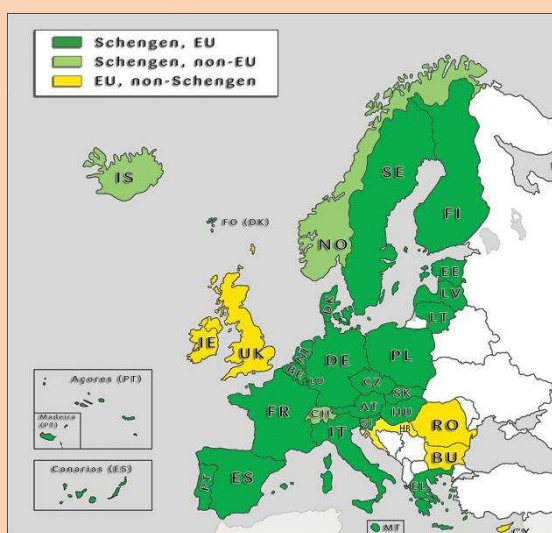 Schengen, EU
Schengen, non-EU
EU, non-Schengen
IS
SE
FI
FO (DK)
NO
EE
LV
LT
DK
IE
UK
NL
BE
LU
DE
PL
CZ
SK
FR
CH
AT
HU
IT
HR
RO
BU
Açores (PT)
Madeira
(PT)
Canarias (ES)
PT
ES
EL
MT
CY